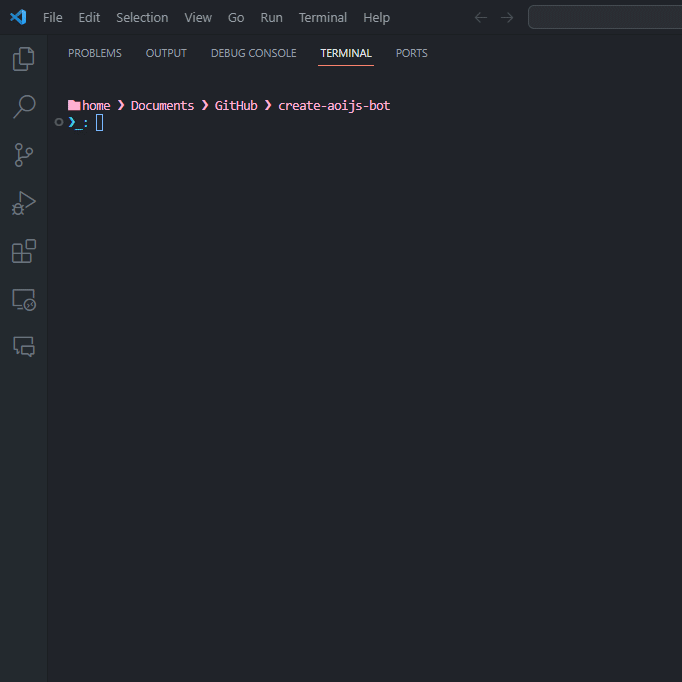 File Edit Selection View Go Run Terminal Help
PROBLEMS OUTPUT DEBUG CONSOLE TERMINAL PORTS
home ❯ Documents ❯ GitHub ❯ create-aoijs-bot
❯_: